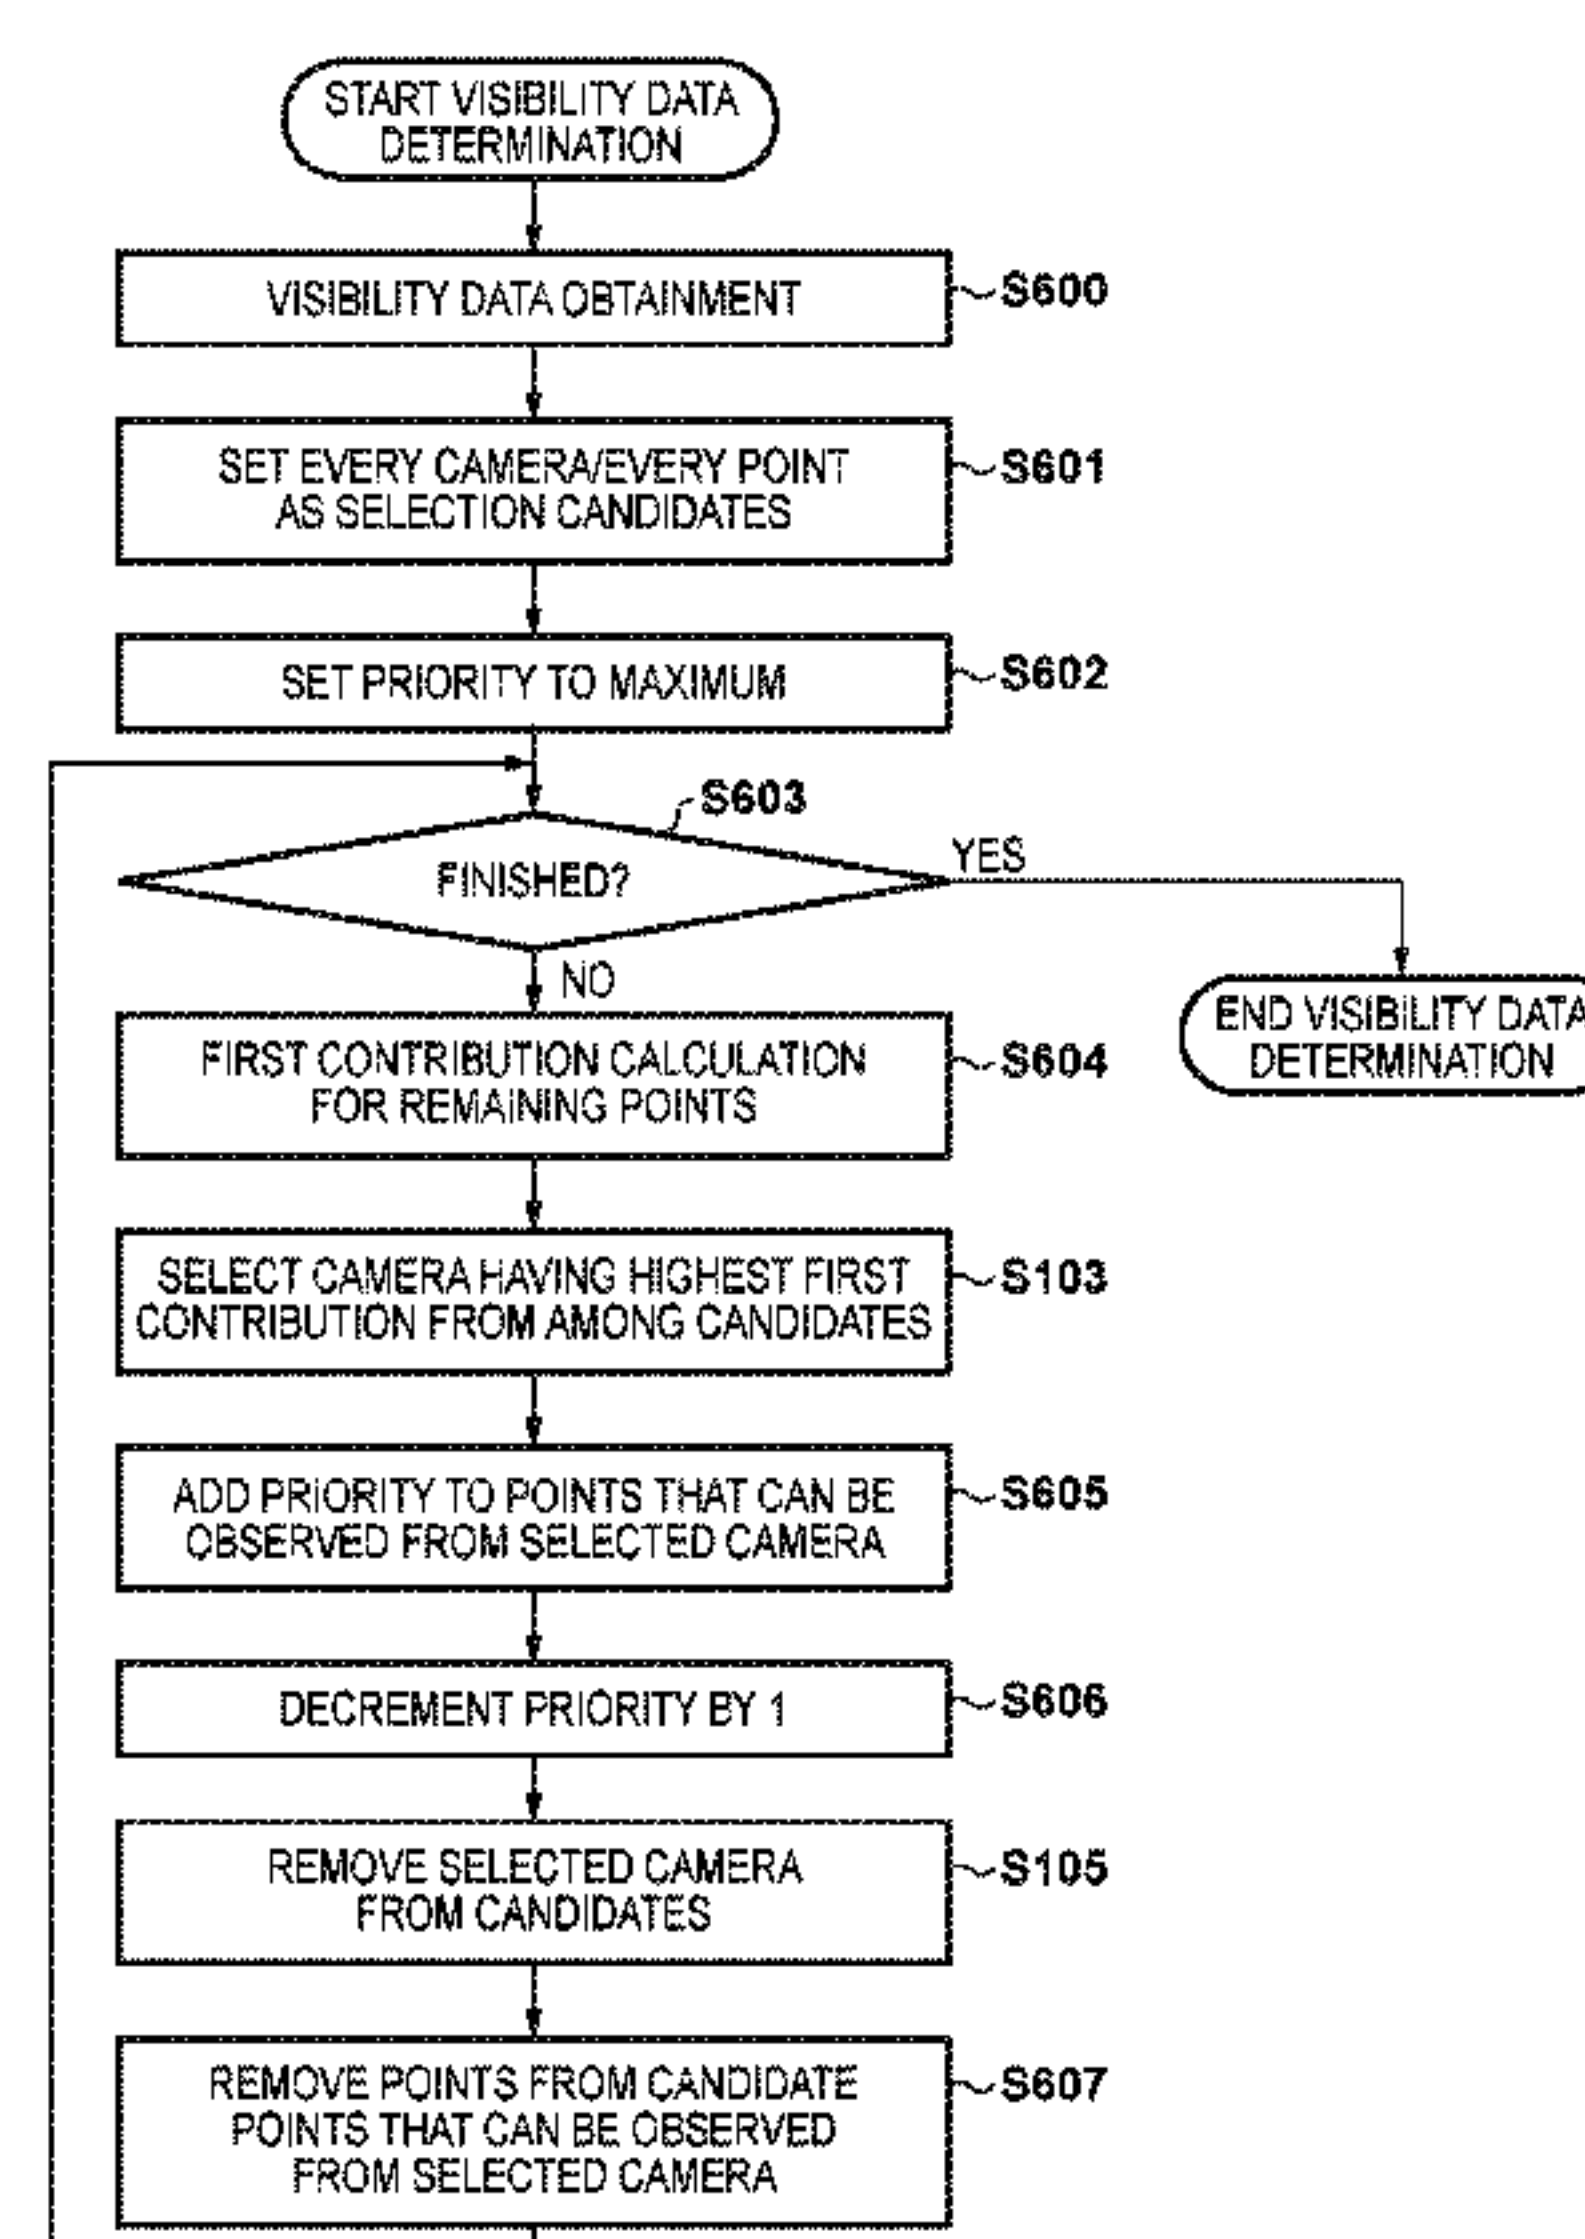 START VISIBILITY DATA
DETERMINATION
VISIBILITY DATA OBTAINMENT
S600
SET EVERY CAMERA/EVERY POINT
AS SELECTION CANDIDATES
S601
SET PRIORITY TO MAXIMUM
S602
S603
FINISHED?
YES
NO
END VISIBILITY DATA
DETERMINATION
FIRST CONTRIBUTION CALCULATION
FOR REMAINING POINTS
S604
SELECT CAMERA HAVING HIGHEST FIRST
CONTRIBUTION FROM AMONG CANDIDATES
S103
ADD PRIORITY TO POINTS THAT CAN BE
OBSERVED FROM SELECTED CAMERA
S605
DECREMENT PRIORITY BY 1
S606
REMOVE SELECTED CAMERA
FROM CANDIDATES
S105
REMOVE POINTS FROM CANDIDATE
POINTS THAT CAN BE OBSERVED
FROM SELECTED CAMERA
S607